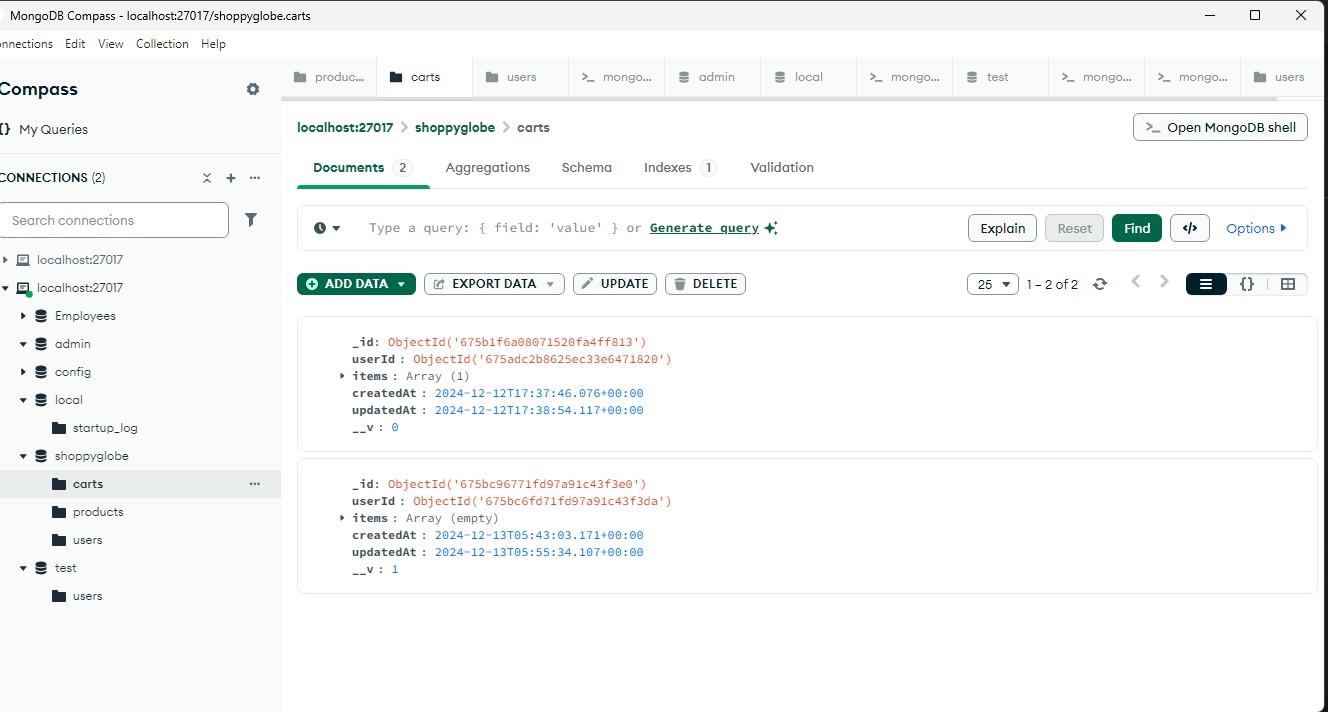 MongoDB Compass - localhost:27017/shoppyglobe.carts
nnections Edit View Collection Help
Compass
{} My Queries
CONNECTIONS (2)
Search connections
localhost:27017
localhost:27017
Employees
admin
config
local
startup_log
shoppyglobe
carts
products
users
test
users
produc... carts users >_ mongo... admin local >_ mongo... test >_ mongo... >_ mongo... users
localhost:27017 > shoppyglobe > carts
>_ Open MongoDB shell
Documents 2 Aggregations Schema Indexes 1 Validation
Type a query: { field: 'value' } or Generate query
Explain Reset Find </> Options
ADD DATA EXPORT DATA UPDATE DELETE
25 1 – 2 of 2 {}
_id: ObjectId('675b1f6a08071520fa4ff813')
userId : ObjectId('675adc2b8625ec33e6471820')
items : Array (1)
createdAt : 2024-12-12T17:37:46.076+00:00
updatedAt : 2024-12-12T17:38:54.117+00:00
__v : 0
_id: ObjectId('675bc96771fd97a91c43f3e0')
userId : ObjectId('675bc6fd71fd97a91c43f3da')
items : Array (empty)
createdAt : 2024-12-13T05:43:03.171+00:00
updatedAt : 2024-12-13T05:55:34.107+00:00
__v : 1